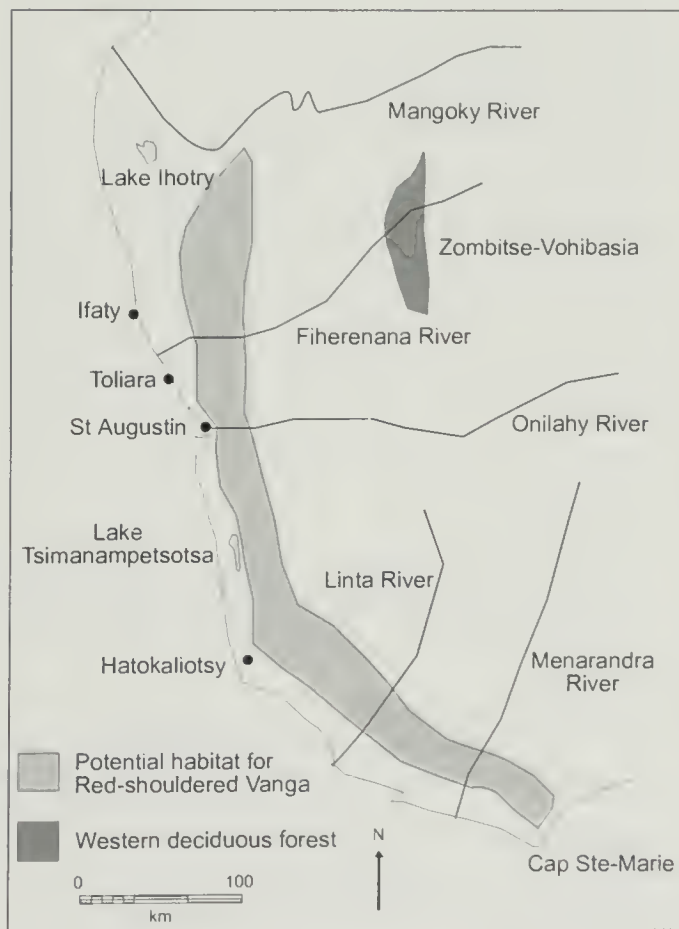 Mangoky River
Lake Ihotry
Zombitse-Vohibasia
Ifaty
Fiherenana River
Toliara
St Augustin
Onilahy River
Lake
Tsimanampetsotsa
Linta River
Hatokaliotsy
Menarandra
River
Potential habitat for
Red-shouldered Vanga
Western deciduous forest
N
Cap Ste-Marie
0 100
km